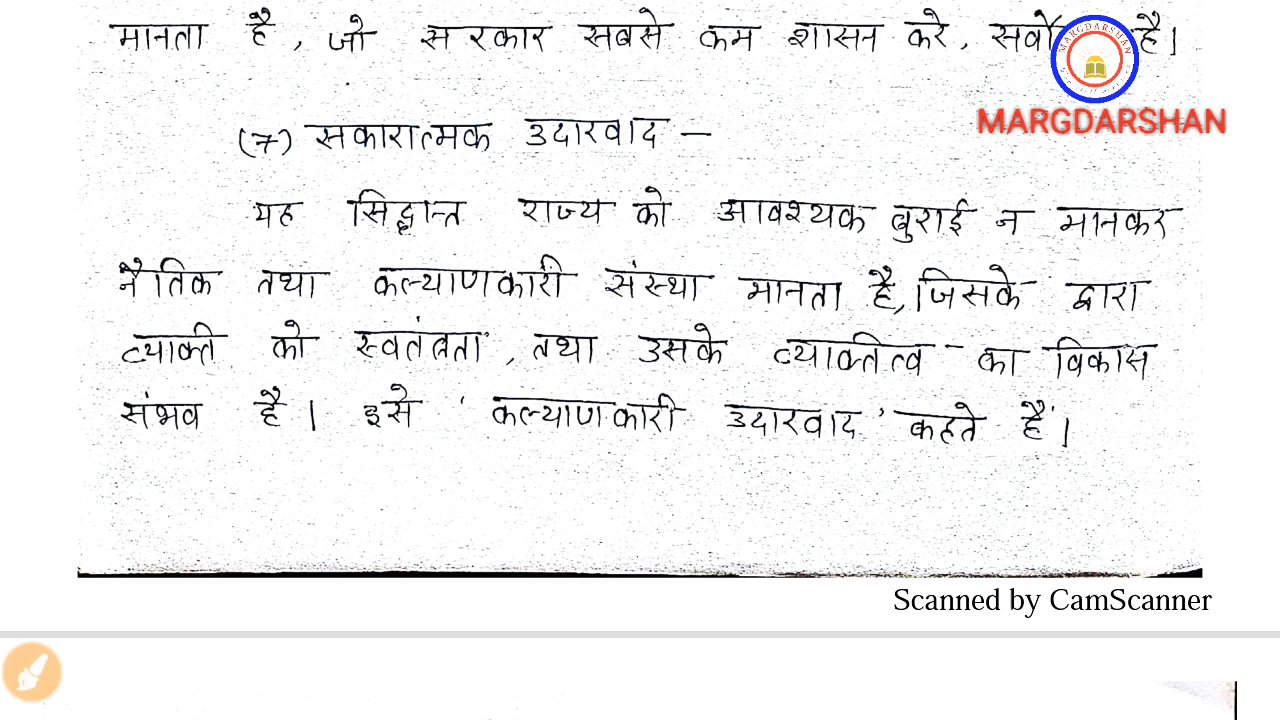 मानता है, जो सरकार सबसे कम शासन करे, है।
MARGDARSHAN
MARGDARSHAN
(7) सकारात्मक उदारवाद —
यह सिद्धान्त राज्य को आवश्यक बुराई न मानकर
नैतिक तथा कल्याणकारी संस्था मानता है, जिसके द्वारा
व्यक्ति को स्वतंत्रता, तथा उसके व्यक्तित्व का विकास
संभव है। इसे 'कल्याणकारी उदारवाद' कहते हैं।
Scanned by CamScanner